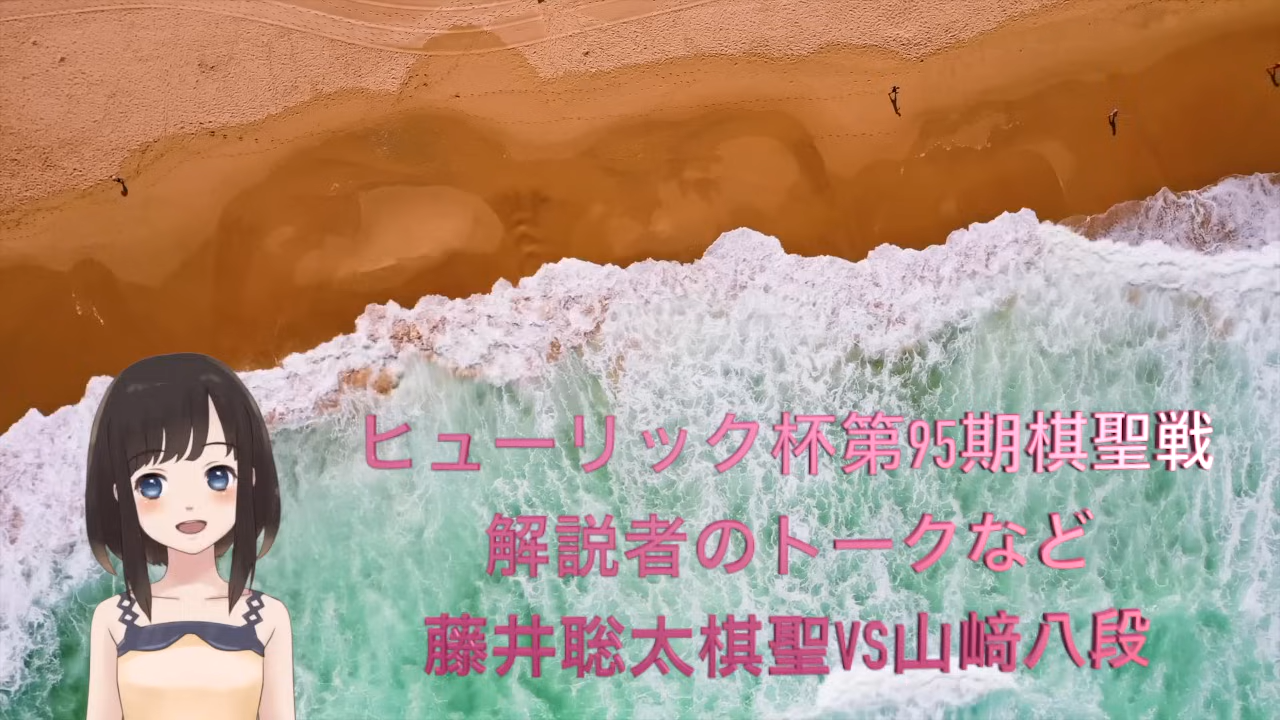 ヒューリック杯第95期棋聖戦
解説者のトークなど
藤井聡太棋聖VS山﨑八段